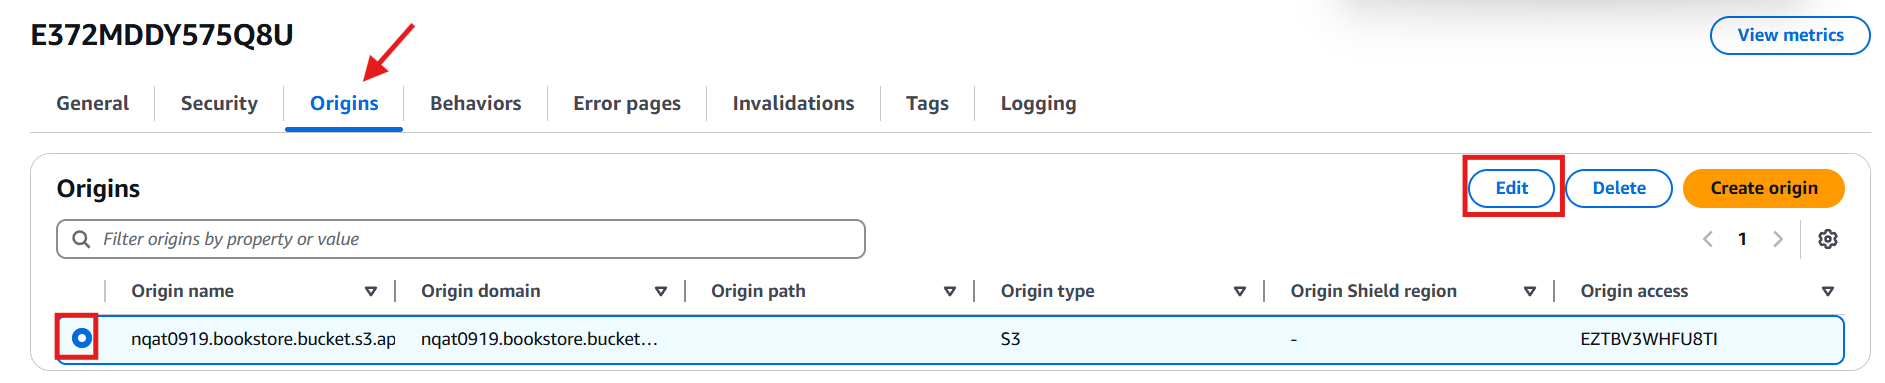 E372MDDY575Q8U
View metrics
General Security Origins Behaviors Error pages Invalidations Tags Logging
Origins
Edit Delete Create origin
Filter origins by property or value
1
Origin name Origin domain Origin path Origin type Origin Shield region Origin access
nqat0919.bookstore.bucket.s3.ap nqat0919.bookstore.bucket... S3 - EZTBV3WHFU8TI